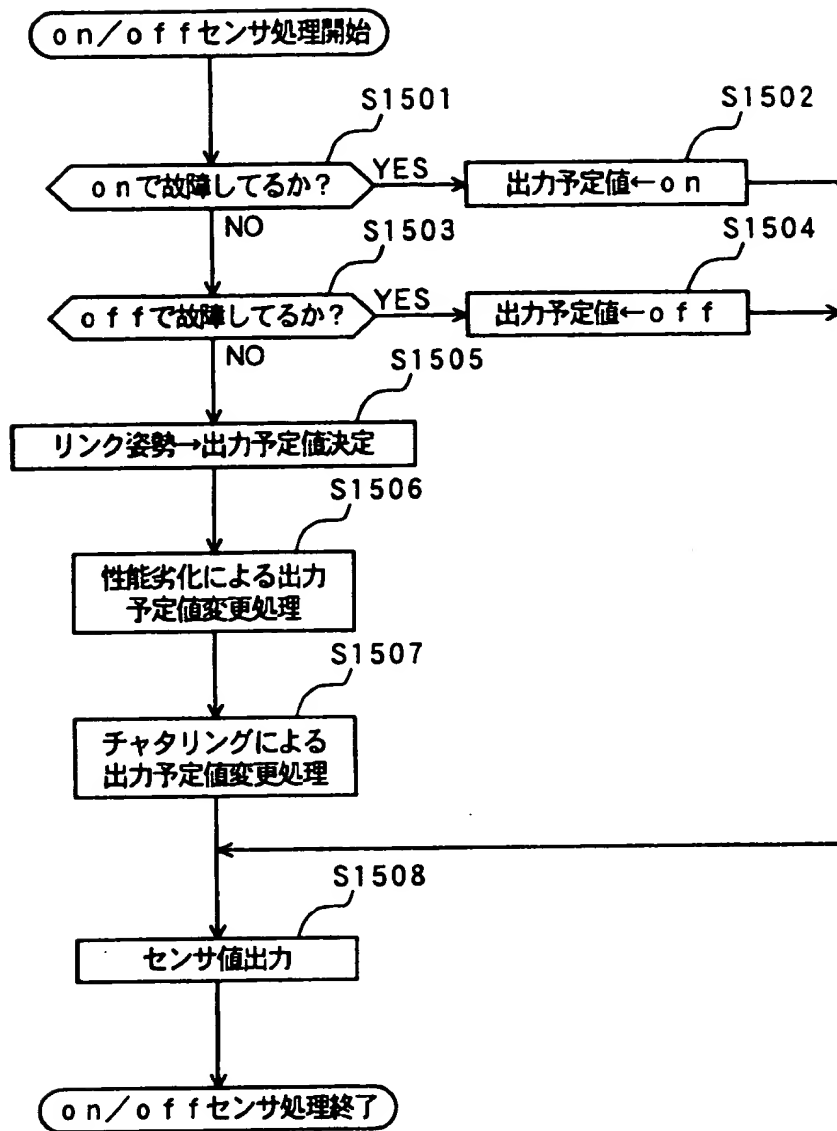 on/offセンサ処理開始
S1501
S1502
onで故障してるか?
YES
出力予定値←on
NO
S1503
S1504
offで故障してるか?
YES
出力予定値←off
NO
S1505
リンク姿勢→出力予定値決定
S1506
性能劣化による出力
予定値変更処理
S1507
チャタリングによる
出力予定値変更処理
S1508
センサ値出力
on/offセンサ処理終了